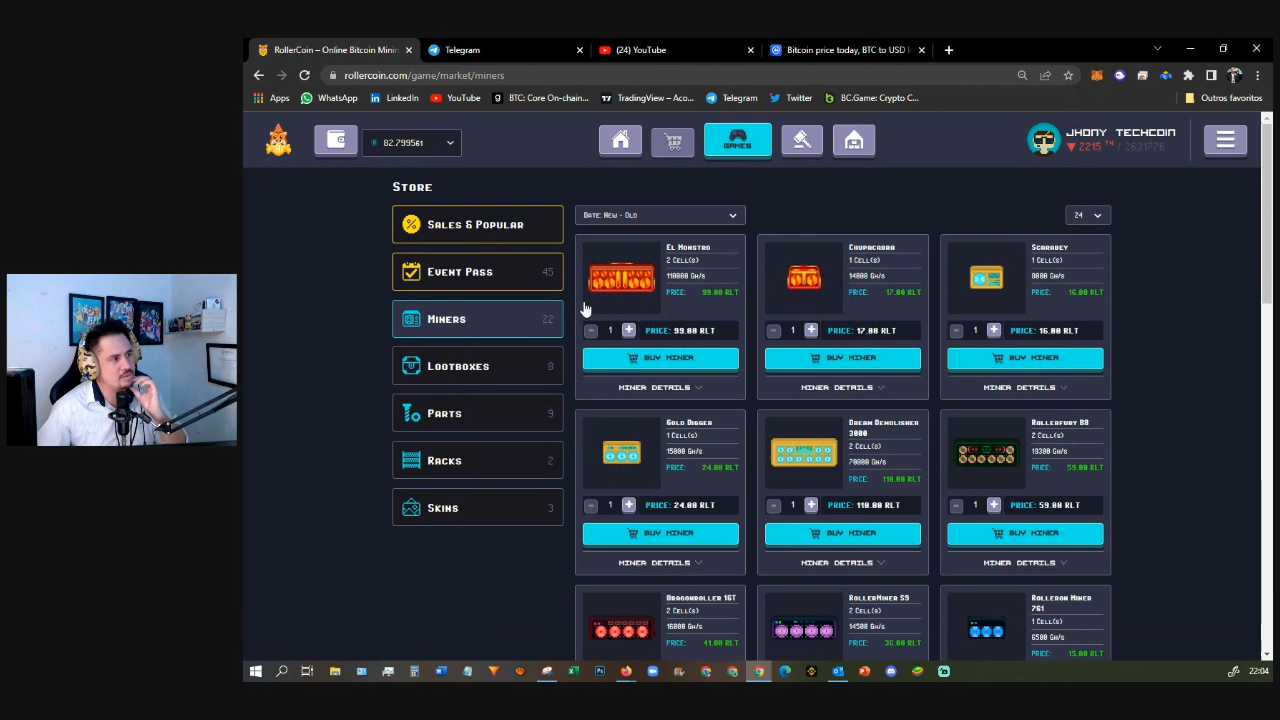 RollerCoin – Online Bitcoin Mini
Telegram
(24) YouTube
Bitcoin price today, BTC to USD l
rollercoin.com/game/market/miners
Apps
WhatsApp
LinkedIn
YouTube
BTC: Core On-chain...
TradingView – Aco...
Telegram
Twitter
BC.Game: Crypto C...
Outros favoritos
82.799561
GAMES
JHONY TECHCOIN
2215 TH / 2631776
STORE
SALES & POPULAR
EVENT PASS 45
MINERS 22
LOOTBOXES 8
PARTS 9
RACKS 2
SKINS 3
DATE: NEW - OLD
24
EL MONSTRO
2 CELL(S)
110000 GH/S
PRICE: 99.00 RLT
1
PRICE: 99.00 RLT
BUY MINER
MINER DETAILS
CHUPACABRA
1 CELL(S)
14000 GH/S
PRICE: 17.00 RLT
1
PRICE: 17.00 RLT
BUY MINER
MINER DETAILS
SCARABEY
1 CELL(S)
8000 GH/S
PRICE: 16.00 RLT
1
PRICE: 16.00 RLT
BUY MINER
MINER DETAILS
GOLD DIGGER
1 CELL(S)
15000 GH/S
PRICE: 24.00 RLT
1
PRICE: 24.00 RLT
BUY MINER
MINER DETAILS
DREAM DEMOLISHER
3000
2 CELL(S)
70000 GH/S
PRICE: 110.00 RLT
1
PRICE: 110.00 RLT
BUY MINER
MINER DETAILS
ROLLERFURY B8
2 CELL(S)
19300 GH/S
PRICE: 59.00 RLT
1
PRICE: 59.00 RLT
BUY MINER
MINER DETAILS
DRAGONROLLER 16T
2 CELL(S)
16000 GH/S
PRICE: 41.00 RLT
ROLLERMINER S9
2 CELL(S)
14500 GH/S
PRICE: 36.00 RLT
ROLLERON MINER
761
1 CELL(S)
6500 GH/S
PRICE: 15.00 RLT
22:04